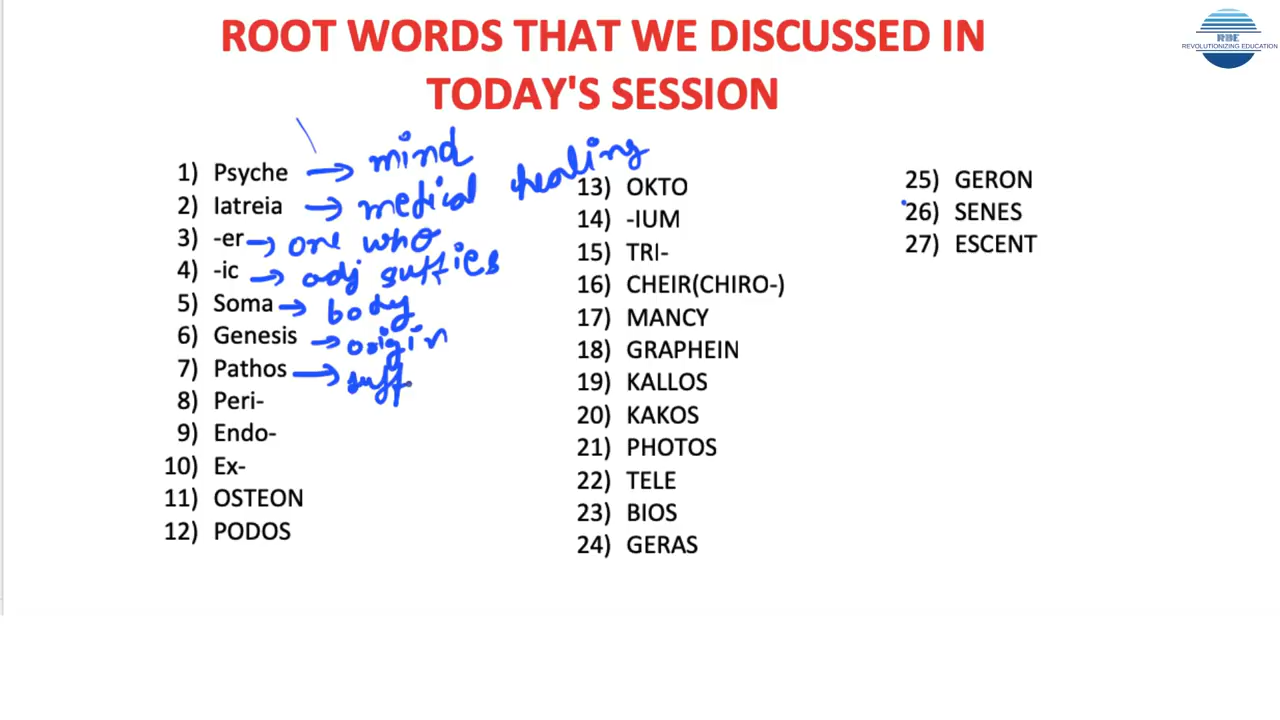 ROOT WORDS THAT WE DISCUSSED IN
TODAY'S SESSION
RBE
REVOLUTIONIZING EDUCATION
1) Psyche → mind
2) Iatreia → medical healing
3) -er → one who
4) -ic → adj suffies
5) Soma → body
6) Genesis → origin
7) Pathos → suff
8) Peri-
9) Endo-
10) Ex-
11) OSTEON
12) PODOS
13) OKTO
14) -IUM
15) TRI-
16) CHEIR(CHIRO-)
17) MANCY
18) GRAPHEIN
19) KALLOS
20) KAKOS
21) PHOTOS
22) TELE
23) BIOS
24) GERAS
25) GERON
26) SENES
27) ESCENT